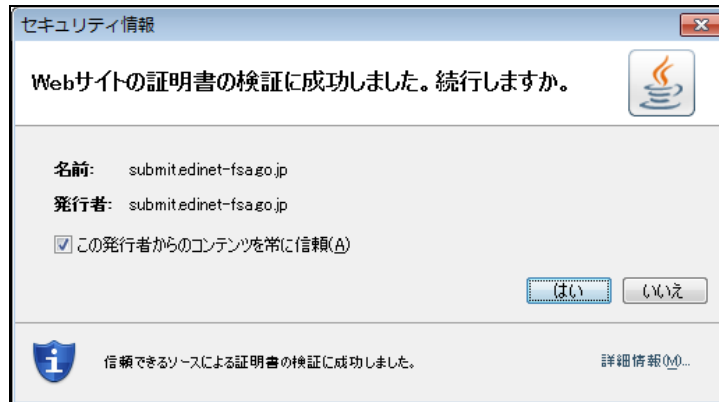 セキュリティ情報
Webサイトの証明書の検証に成功しました。続行しますか。
名前: submit.edinet-fsa.go.jp
発行者: submit.edinet-fsa.go.jp
この発行者からのコンテンツを常に信頼(A)
はい いいえ
信頼できるソースによる証明書の検証に成功しました。 詳細情報(M)...